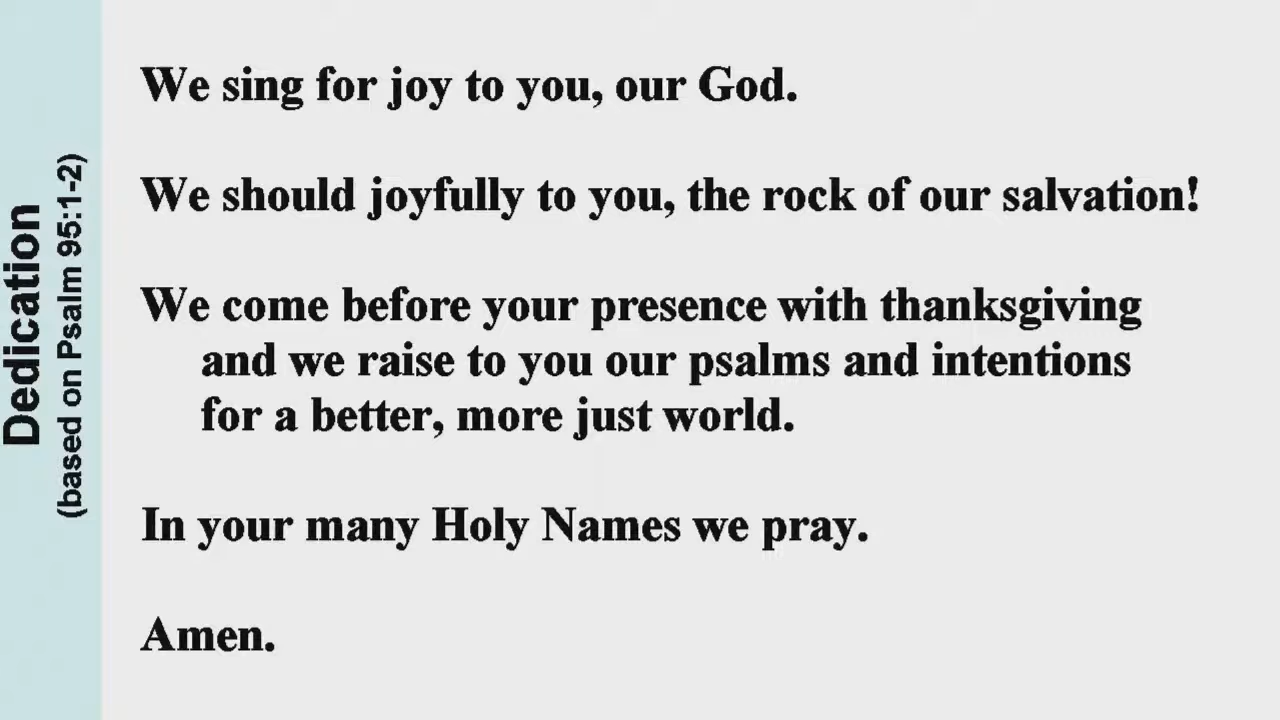 Dedication
(based on Psalm 95:1-2)
We sing for joy to you, our God.
We should joyfully to you, the rock of our salvation!
We come before your presence with thanksgiving
and we raise to you our psalms and intentions
for a better, more just world.
In your many Holy Names we pray.
Amen.